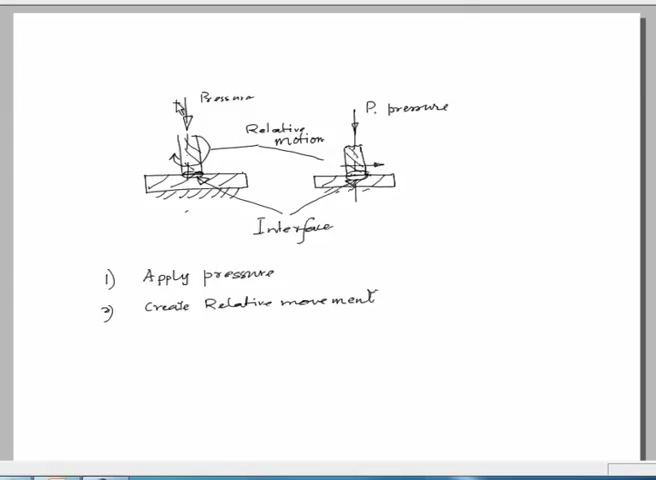 Pressure
P. pressure
Relative
motion
Interface
1) Apply pressure
2) Create Relative movement